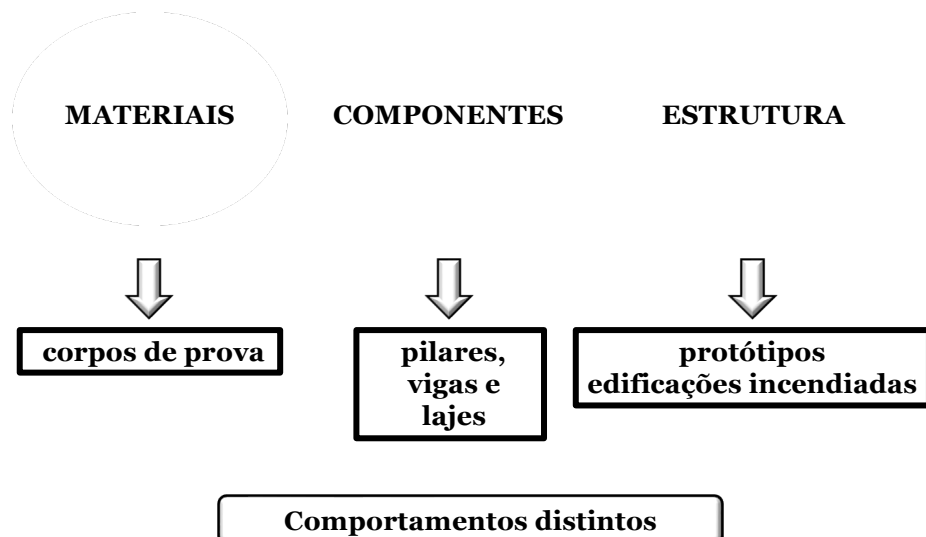 MATERIAIS
COMPONENTES
ESTRUTURA
corpos de prova
pilares,
vigas e
lajes
protótipos
edificações incendiadas
Comportamentos distintos